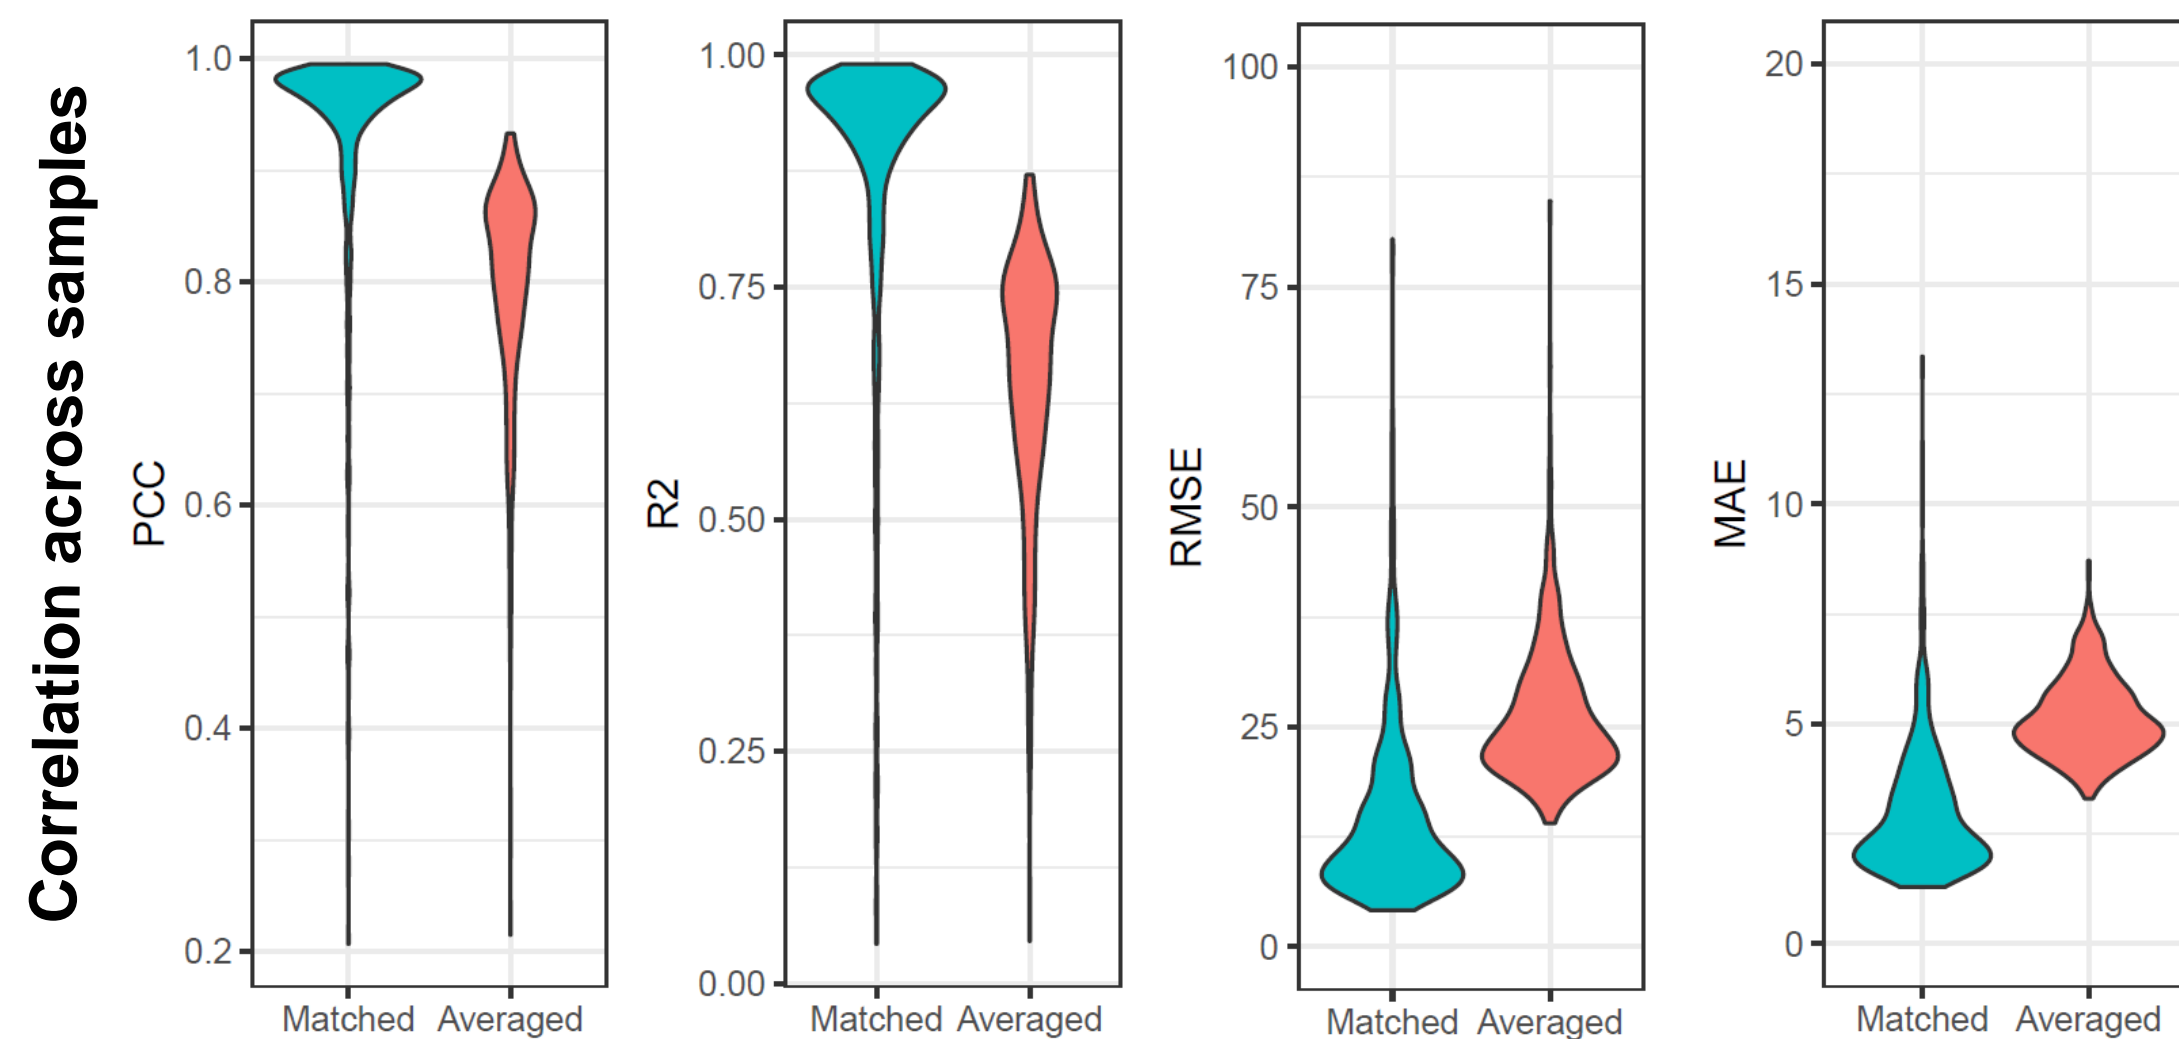 Correlation across samples
PCC
1.0
0.8
0.6
0.4
0.2
Matched Averaged
R2
1.00
0.75
0.50
0.25
0.00
Matched Averaged
RMSE
100
75
50
25
0
Matched Averaged
MAE
20
15
10
5
0
Matched Averaged